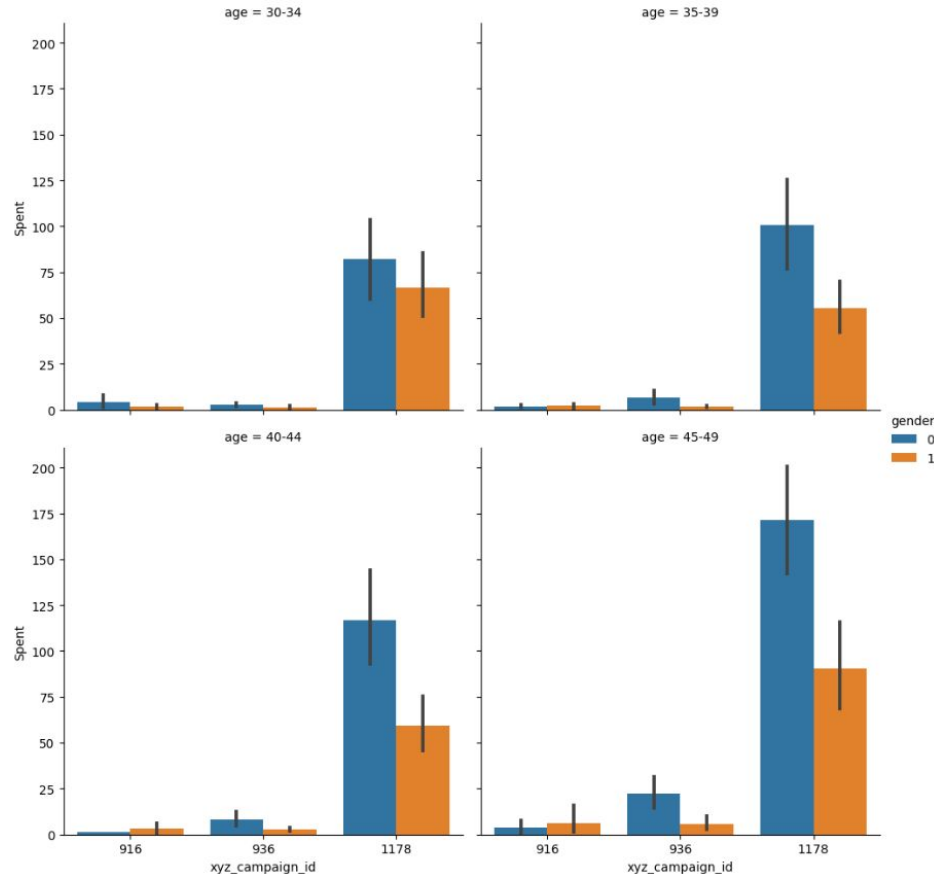 age = 30-34
age = 35-39
200
175
150
125
100
75
50
25
0
Spent
age = 40-44
age = 45-49
gender
0
1
200
175
150
125
100
75
50
25
0
Spent
916 936 1178
916 936 1178
xyz_campaign_id
xyz_campaign_id